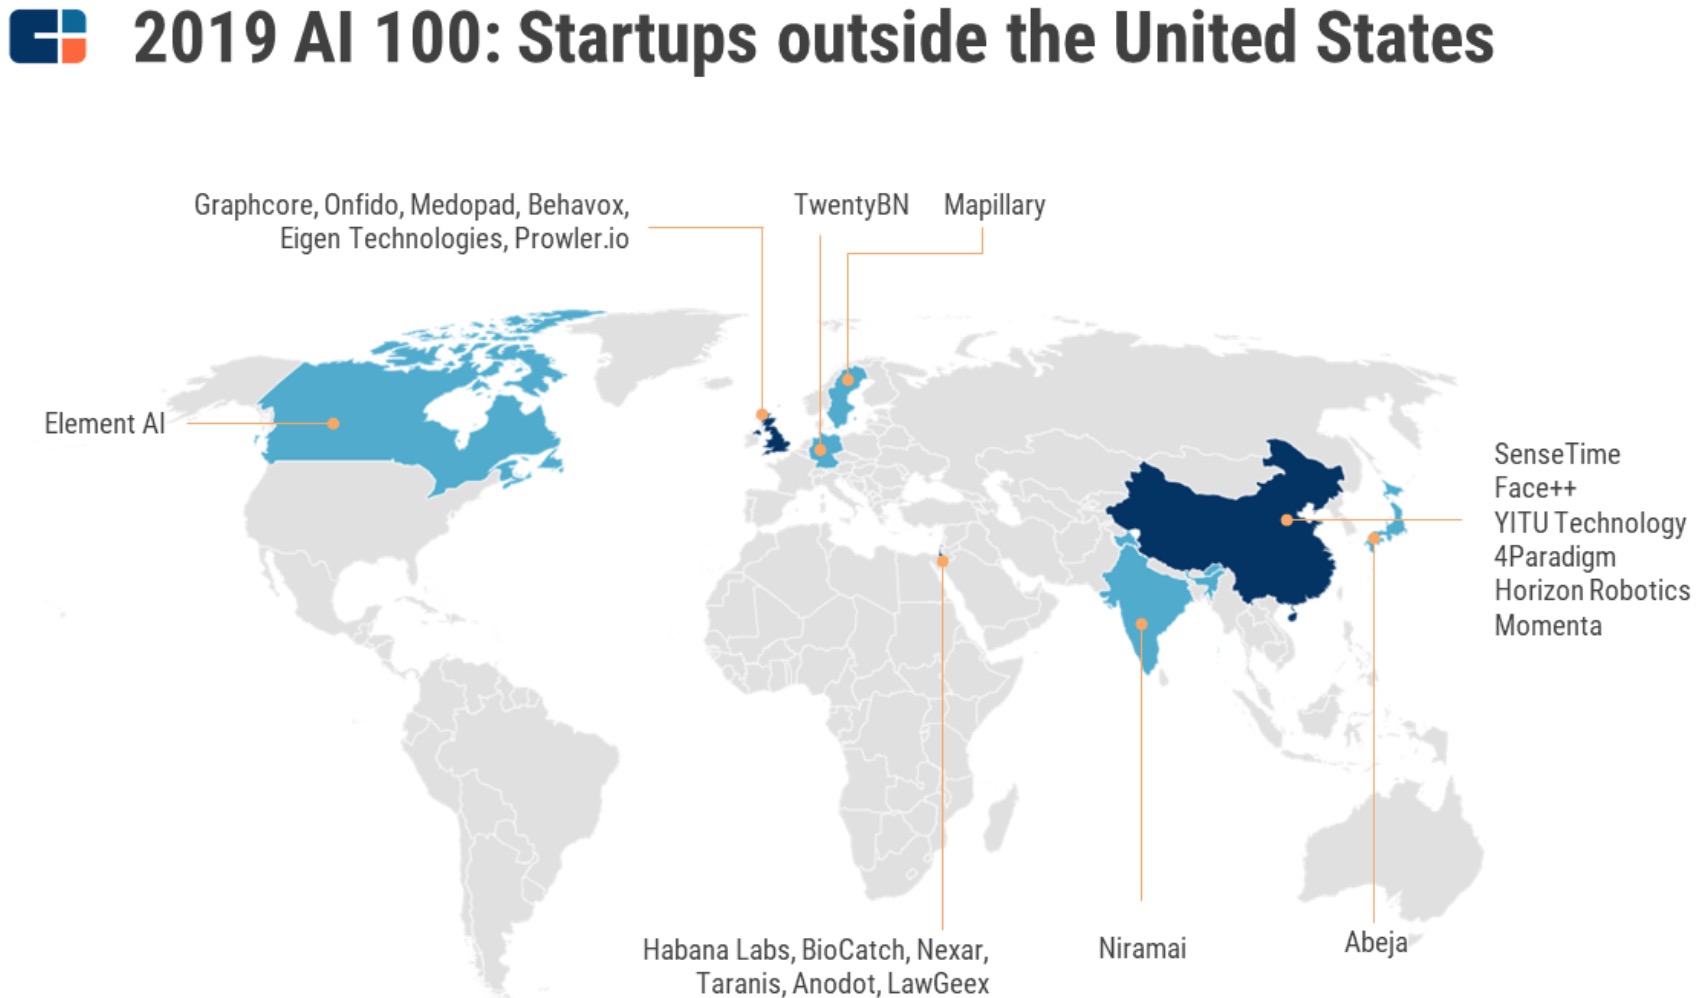 2019 AI 100: Startups outside the United States
Graphcore, Onfido, Medopad, Behavox,
Eigen Technologies, Prowler.io
TwentyBN
Mapillary
Element AI
SenseTime
Face++
YITU Technology
4Paradigm
Horizon Robotics
Momenta
Habana Labs, BioCatch, Nexar,
Taranis, Anodot, LawGeex
Niramai
Abeja